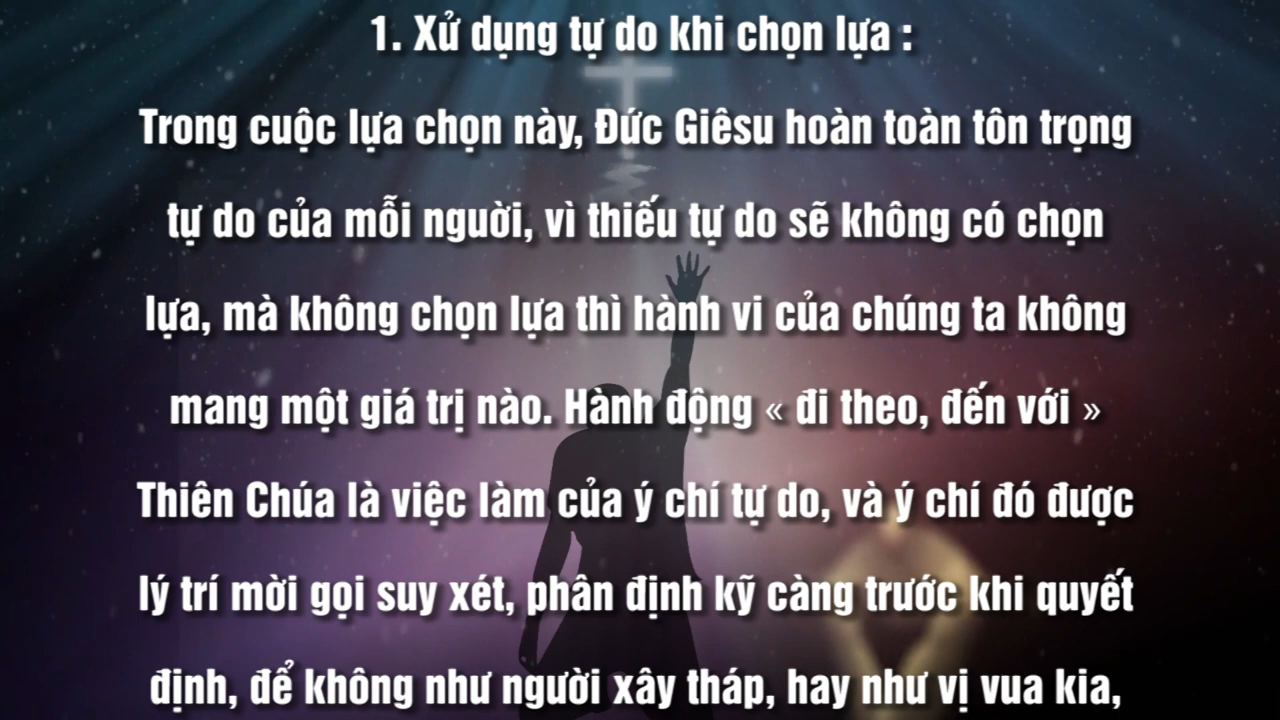 1. Xử dụng tự do khi chọn lựa :
Trong cuộc lựa chọn này, Đức Giêsu hoàn toàn tôn trọng
tự do của mỗi nguời, vì thiếu tự do sẽ không có chọn
lựa, mà không chọn lựa thì hành vi của chúng ta không
mang một giá trị nào. Hành động « đi theo, đến với »
Thiên Chúa là việc làm của ý chí tự do, và ý chí đó được
lý trí mời gọi suy xét, phân định kỹ càng trước khi quyết
định, để không như người xây tháp, hay như vị vua kia,